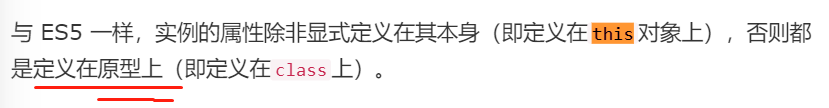 与 ES5 一样，实例的属性除非显式定义在其本身（即定义在this对象上），否则都
是定义在原型上（即定义在class上）。